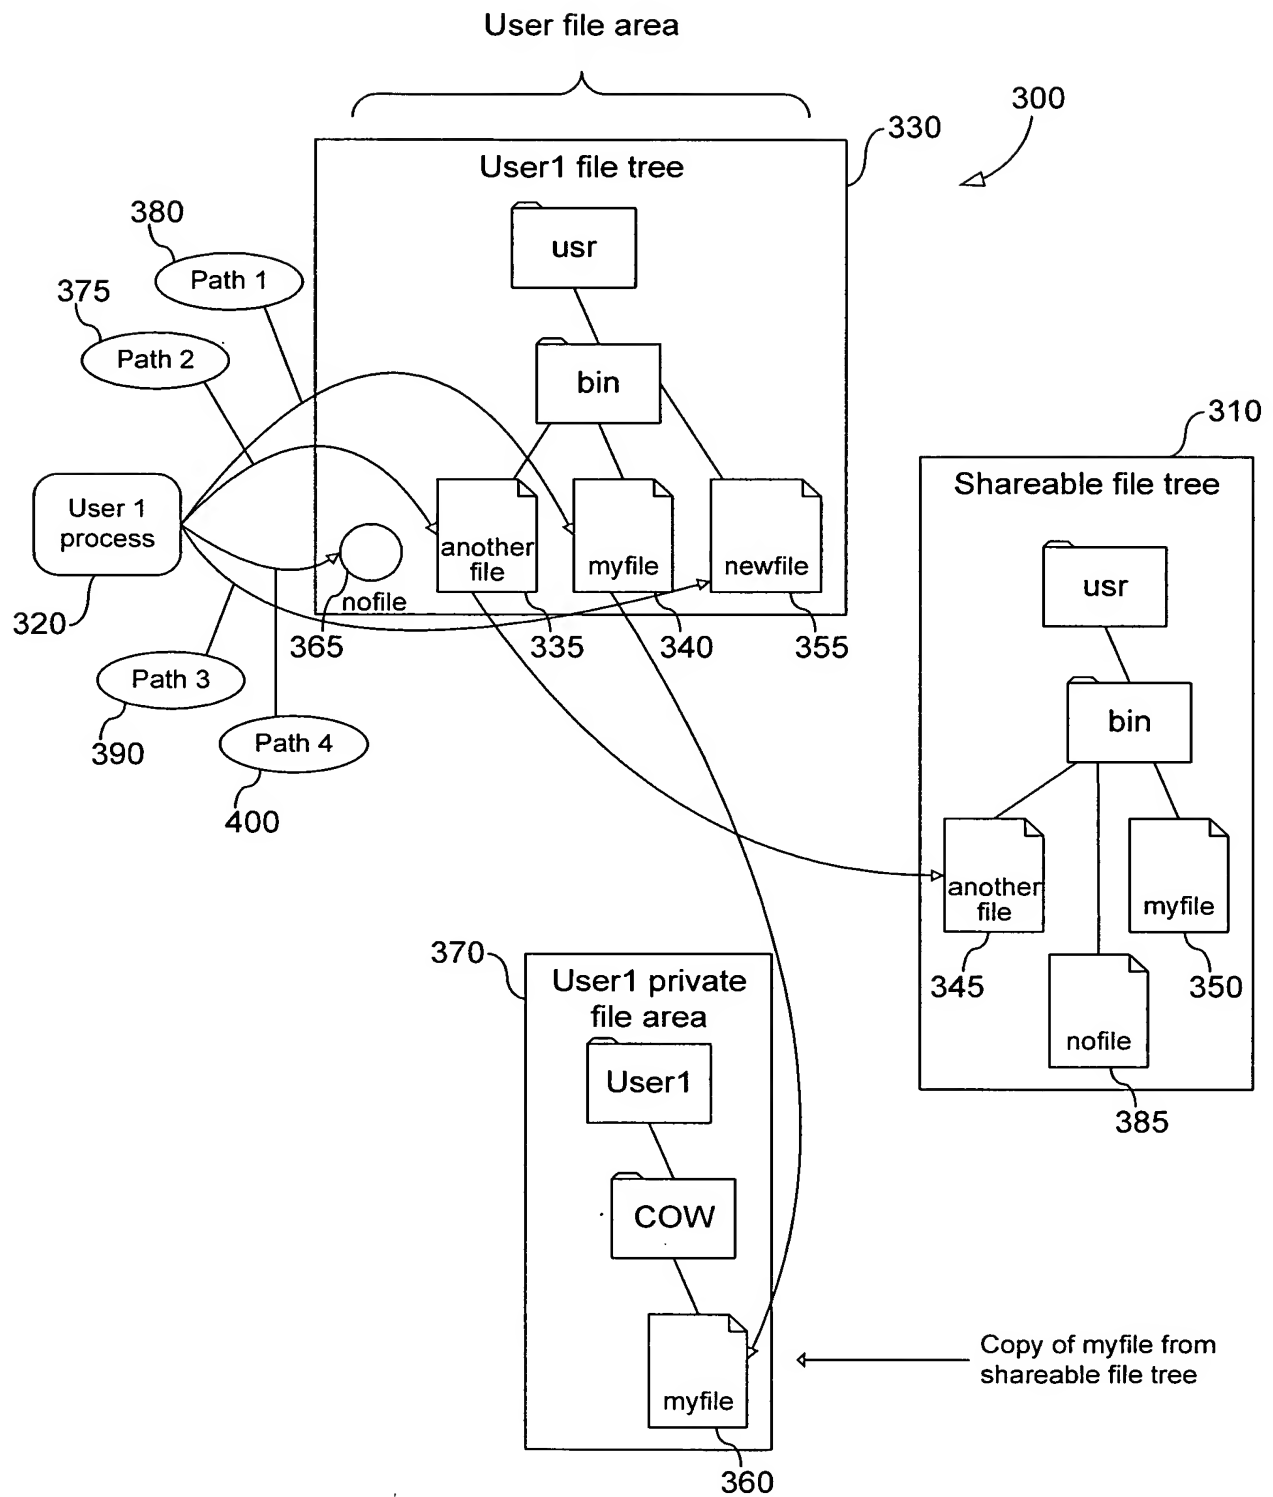 User file area
300
330
User1 file tree
380
usr
Path 1
375
Path 2
bin
310
Shareable file tree
User 1
process
another
file
myfile
newfile
usr
nofile
320
365
335
340
355
Path 3
bin
390
Path 4
400
another
file
myfile
370
345
350
User1 private
file area
nofile
User1
385
COW
Copy of myfile from
shareable file tree
myfile
360